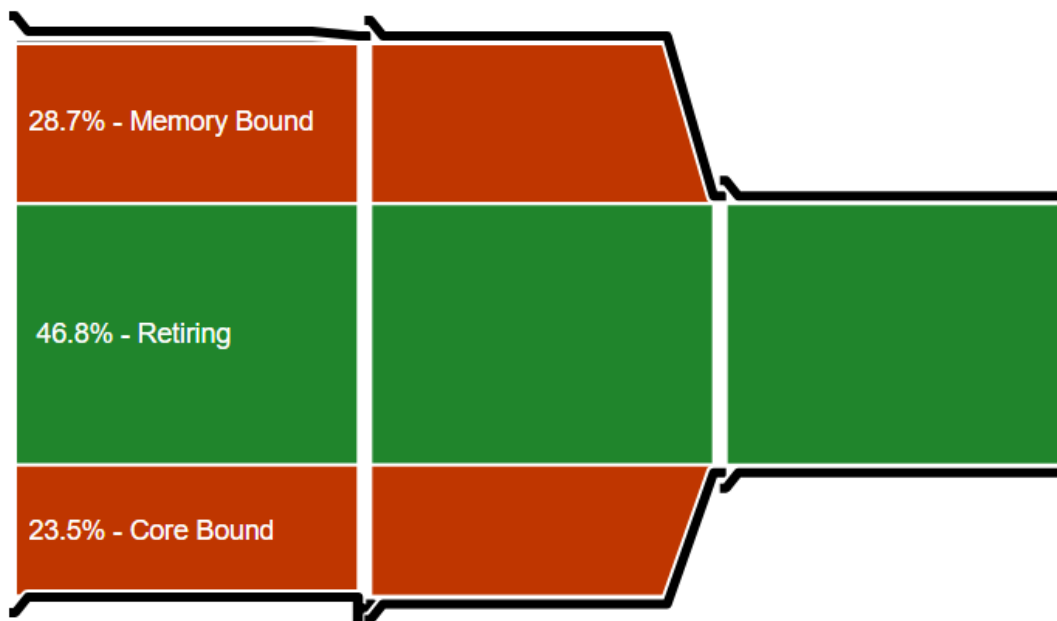 28.7% - Memory Bound
46.8% - Retiring
23.5% - Core Bound